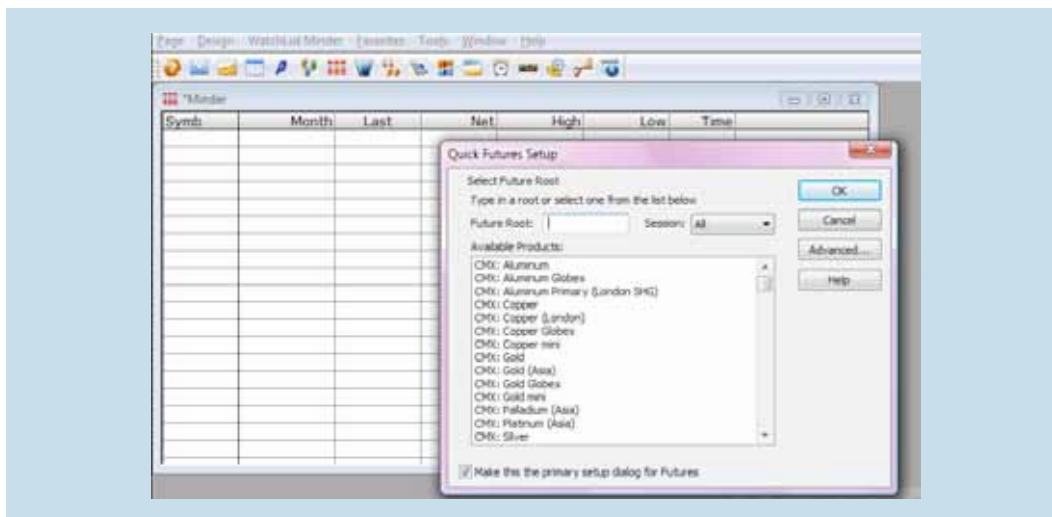 Page Design WatchList Minder Favorites Tools Window Help
*Minder
Symb Month Last Net High Low Time
Quick Futures Setup
Select Future Root
Type in a root or select one from the list below
Future Root: Session: All
Available Products:
CMX: Aluminum
CMX: Aluminum Globex
CMX: Aluminum Primary (London SHG)
CMX: Copper
CMX: Copper (London)
CMX: Copper Globex
CMX: Copper mini
CMX: Gold
CMX: Gold (Asia)
CMX: Gold Globex
CMX: Gold mini
CMX: Palladium (Asia)
CMX: Platinum (Asia)
CMX: Silver
Make this the primary setup dialog for Futures
OK
Cancel
Advanced...
Help